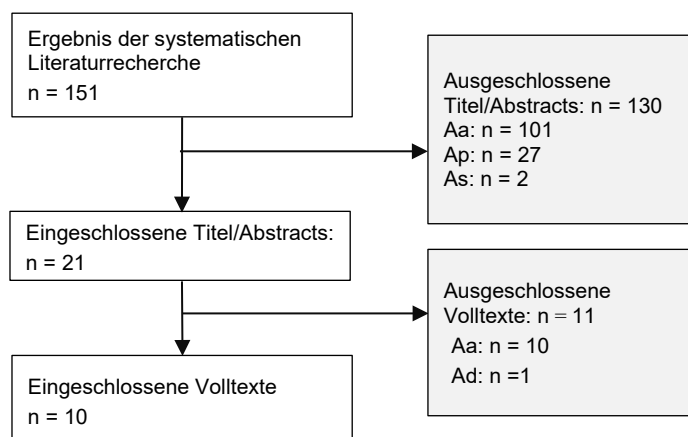 Ergebnis der systematischen
Literaturrecherche
n = 151
Ausgeschlossene
Titel/Abstracts: n = 130
Aa: n = 101
Ap: n = 27
As: n = 2
Eingeschlossene Titel/Abstracts:
n = 21
Ausgeschlossene
Volltexte: n = 11
Aa: n = 10
Ad: n =1
Eingeschlossene Volltexte
n = 10